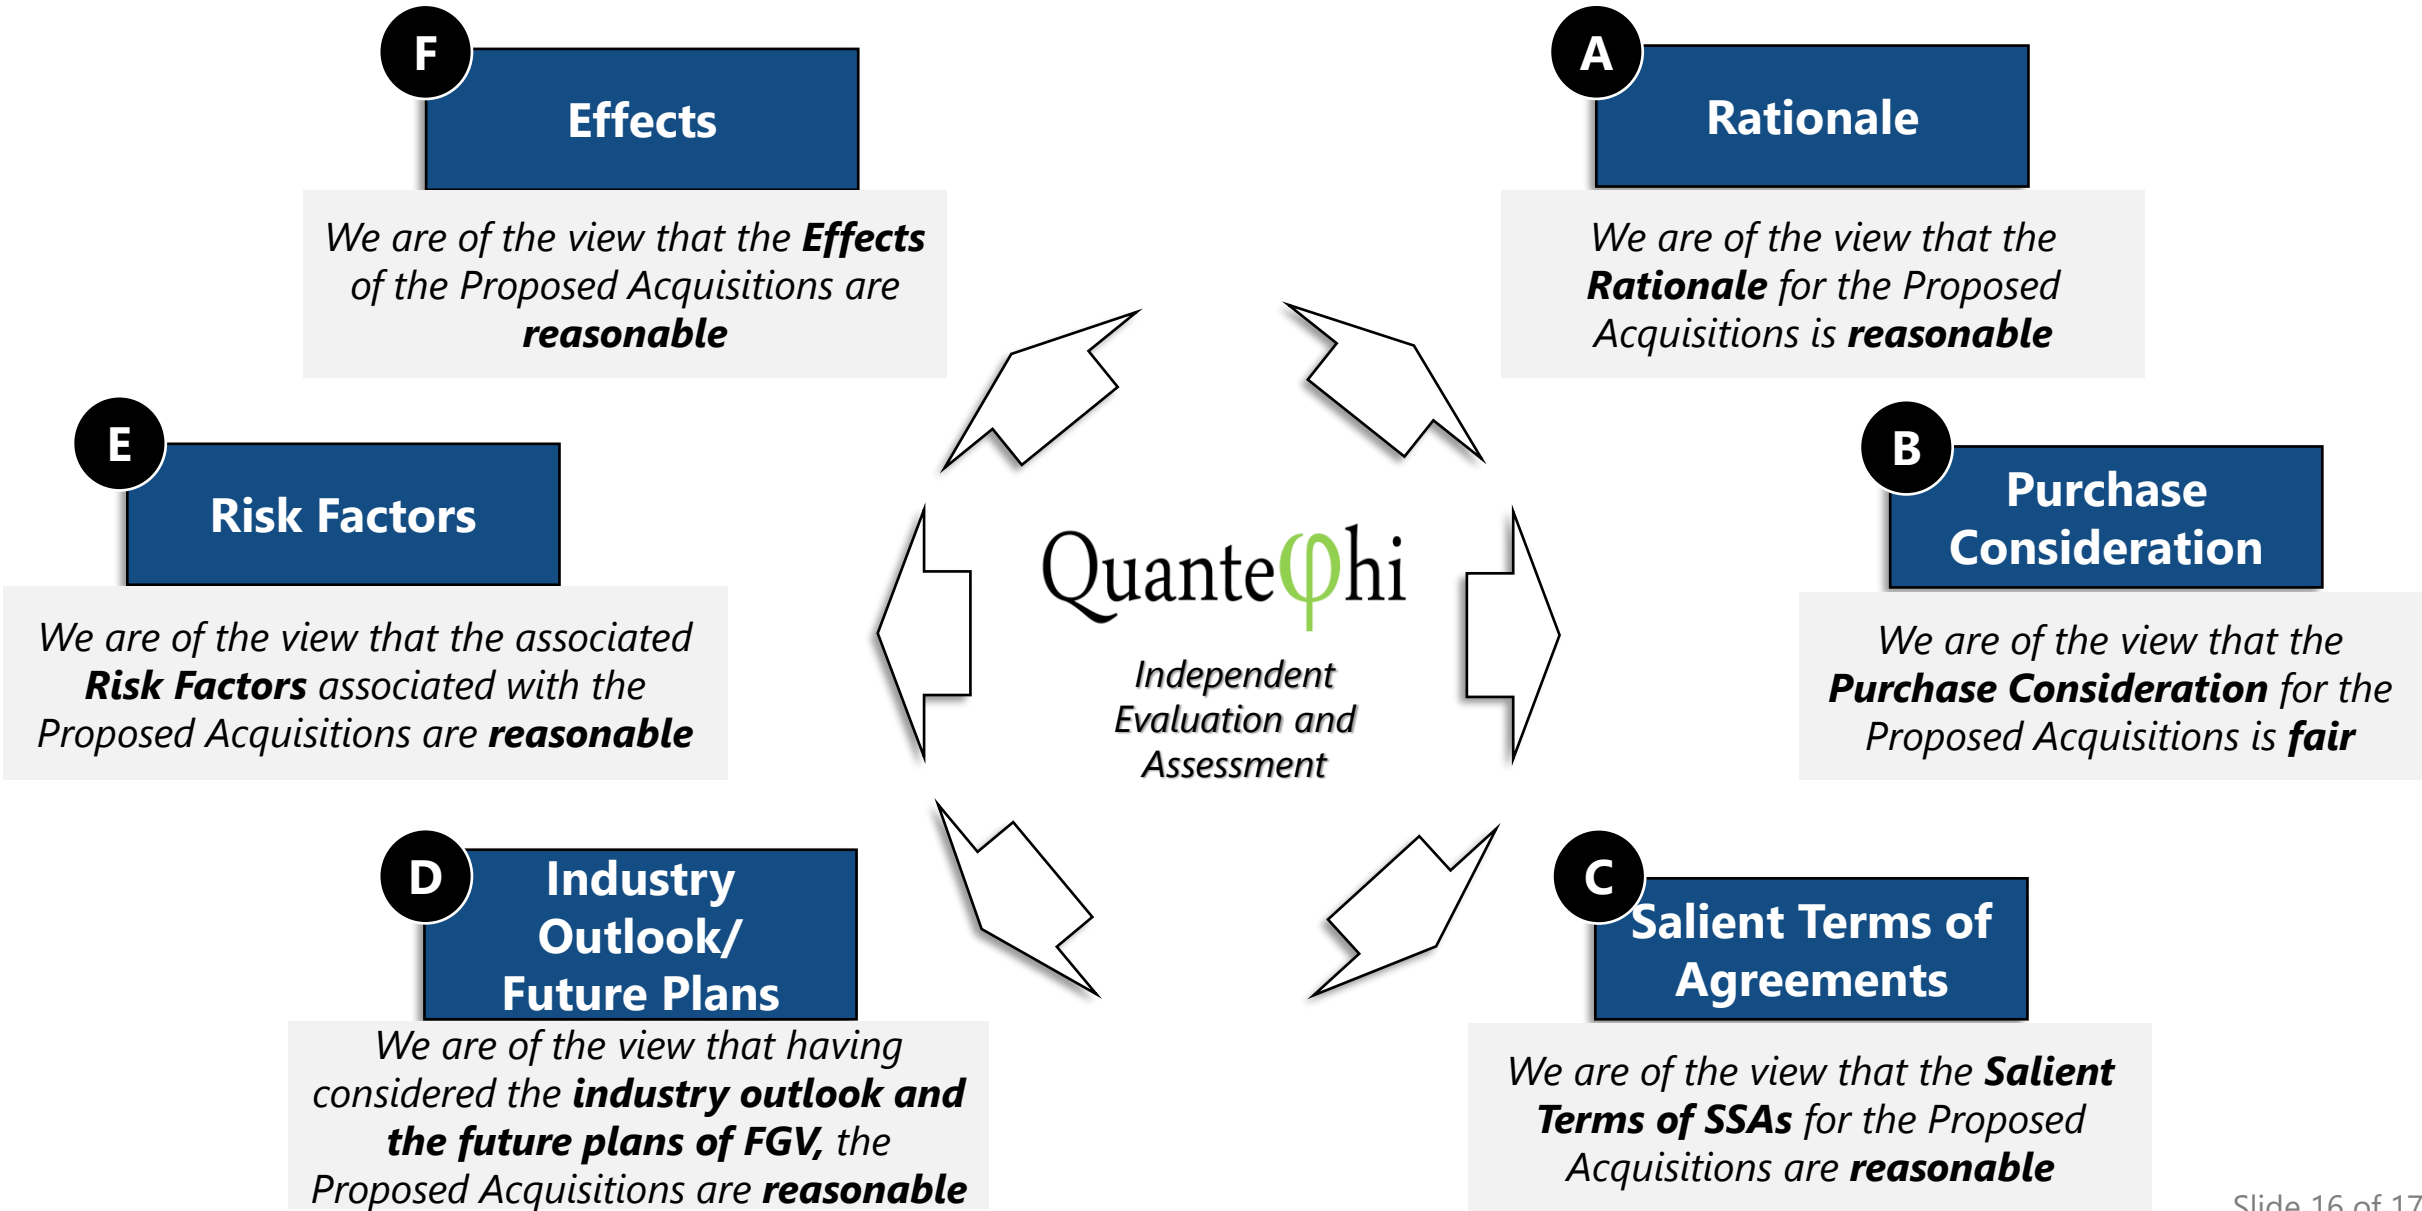 A
Rationale
We are of the view that the
Rationale for the Proposed
Acquisitions is reasonable
B
Purchase
Consideration
We are of the view that the
Purchase Consideration for the
Proposed Acquisitions is fair
C
Salient Terms of
Agreements
We are of the view that the Salient
Terms of SSAs for the Proposed
Acquisitions are reasonable
D
Industry
Outlook/
Future Plans
We are of the view that having
considered the industry outlook and
the future plans of FGV, the
Proposed Acquisitions are reasonable
E
Risk Factors
We are of the view that the associated
Risk Factors associated with the
Proposed Acquisitions are reasonable
F
Effects
We are of the view that the Effects
of the Proposed Acquisitions are
reasonable
Quanteφhi
Independent
Evaluation and
Assessment
Slide 16 of 17